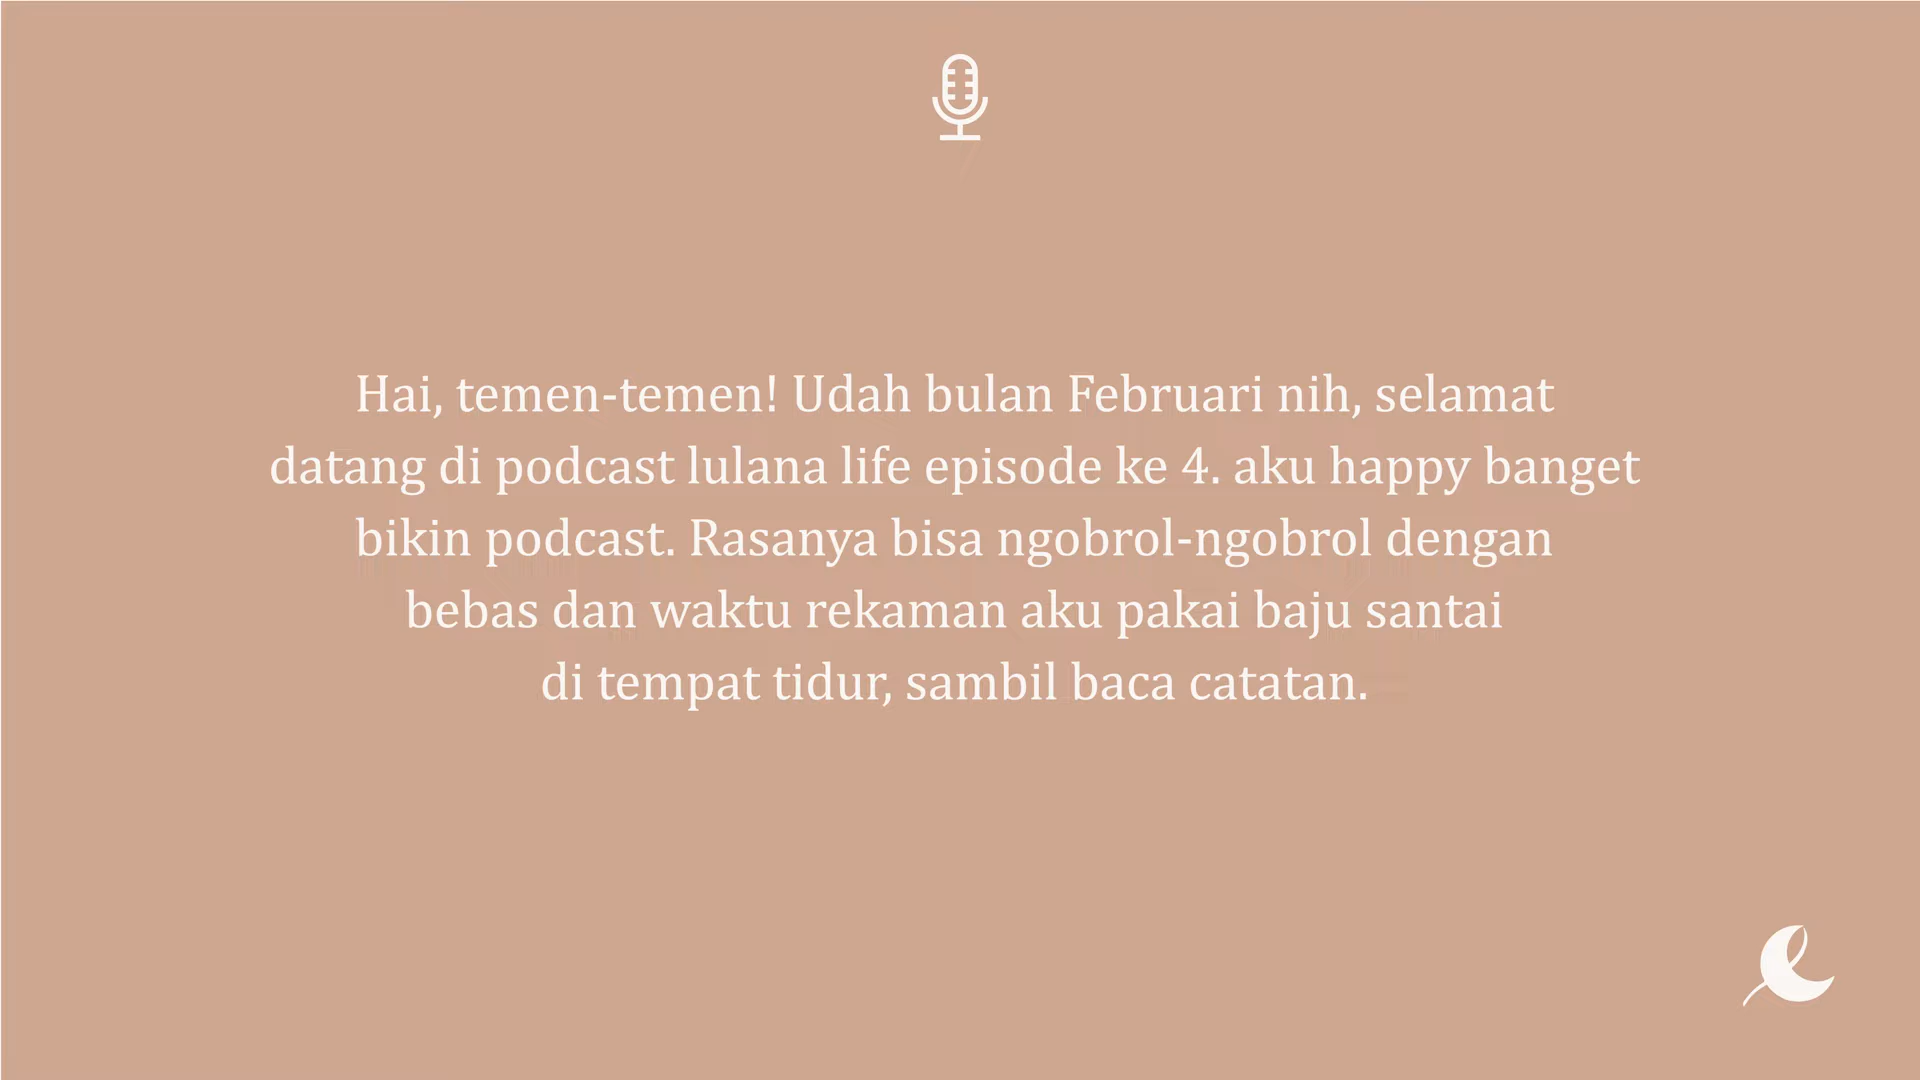 Hai, temen-temen! Udah bulan Februari nih, selamat
datang di podcast lulana life episode ke 4. aku happy banget
bikin podcast. Rasanya bisa ngobrol-ngobrol dengan
bebas dan waktu rekaman aku pakai baju santai
di tempat tidur, sambil baca catatan.